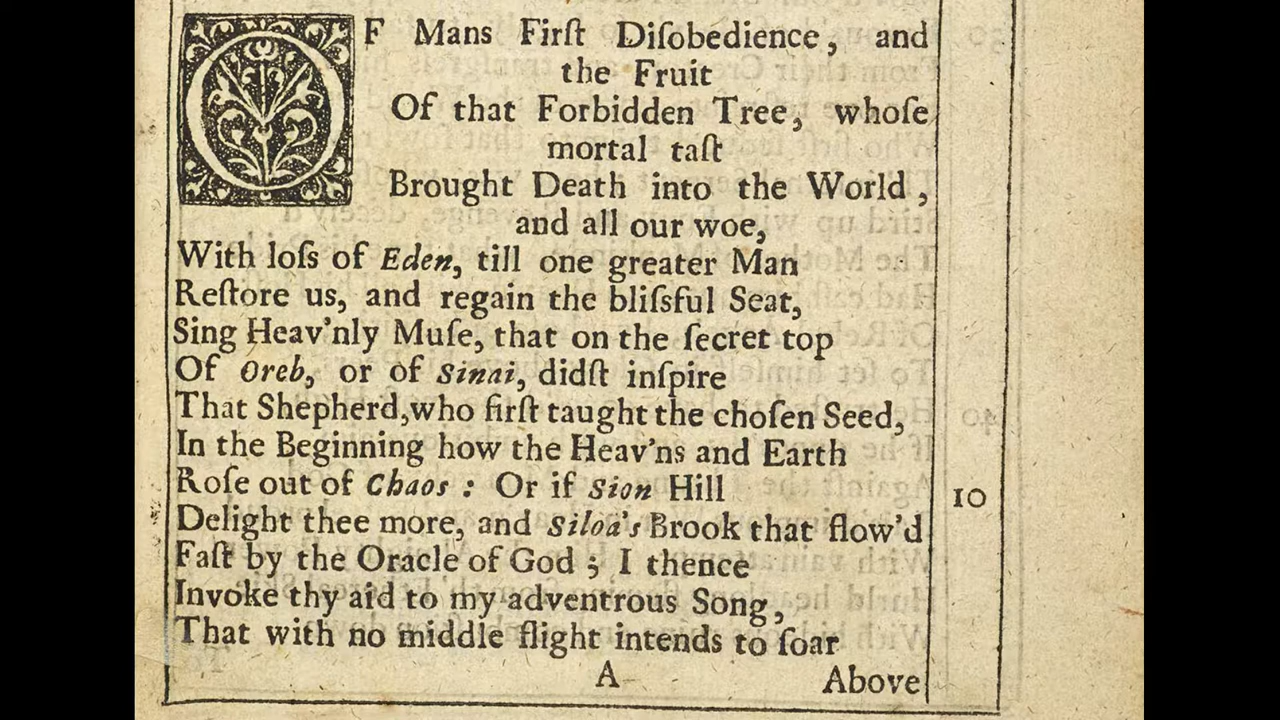 OF Mans Firſt Diſobedience, and
the Fruit
Of that Forbidden Tree, whoſe
mortal taſt
Brought Death into the World,
and all our woe,
With loſs of Eden, till one greater Man
Reſtore us, and regain the bliſsful Seat,
Sing Heav'nly Muſe, that on the ſecret top
Of Oreb, or of Sinai, didſt inſpire
That Shepherd, who firſt taught the choſen Seed,
In the Beginning how the Heav'ns and Earth
Roſe out of Chaos: Or if Sion Hill
10
Delight thee more, and Siloa's Brook that flow'd
Faſt by the Oracle of God; I thence
Invoke thy aid to my adventrous Song,
That with no middle flight intends to ſoar
A
Above